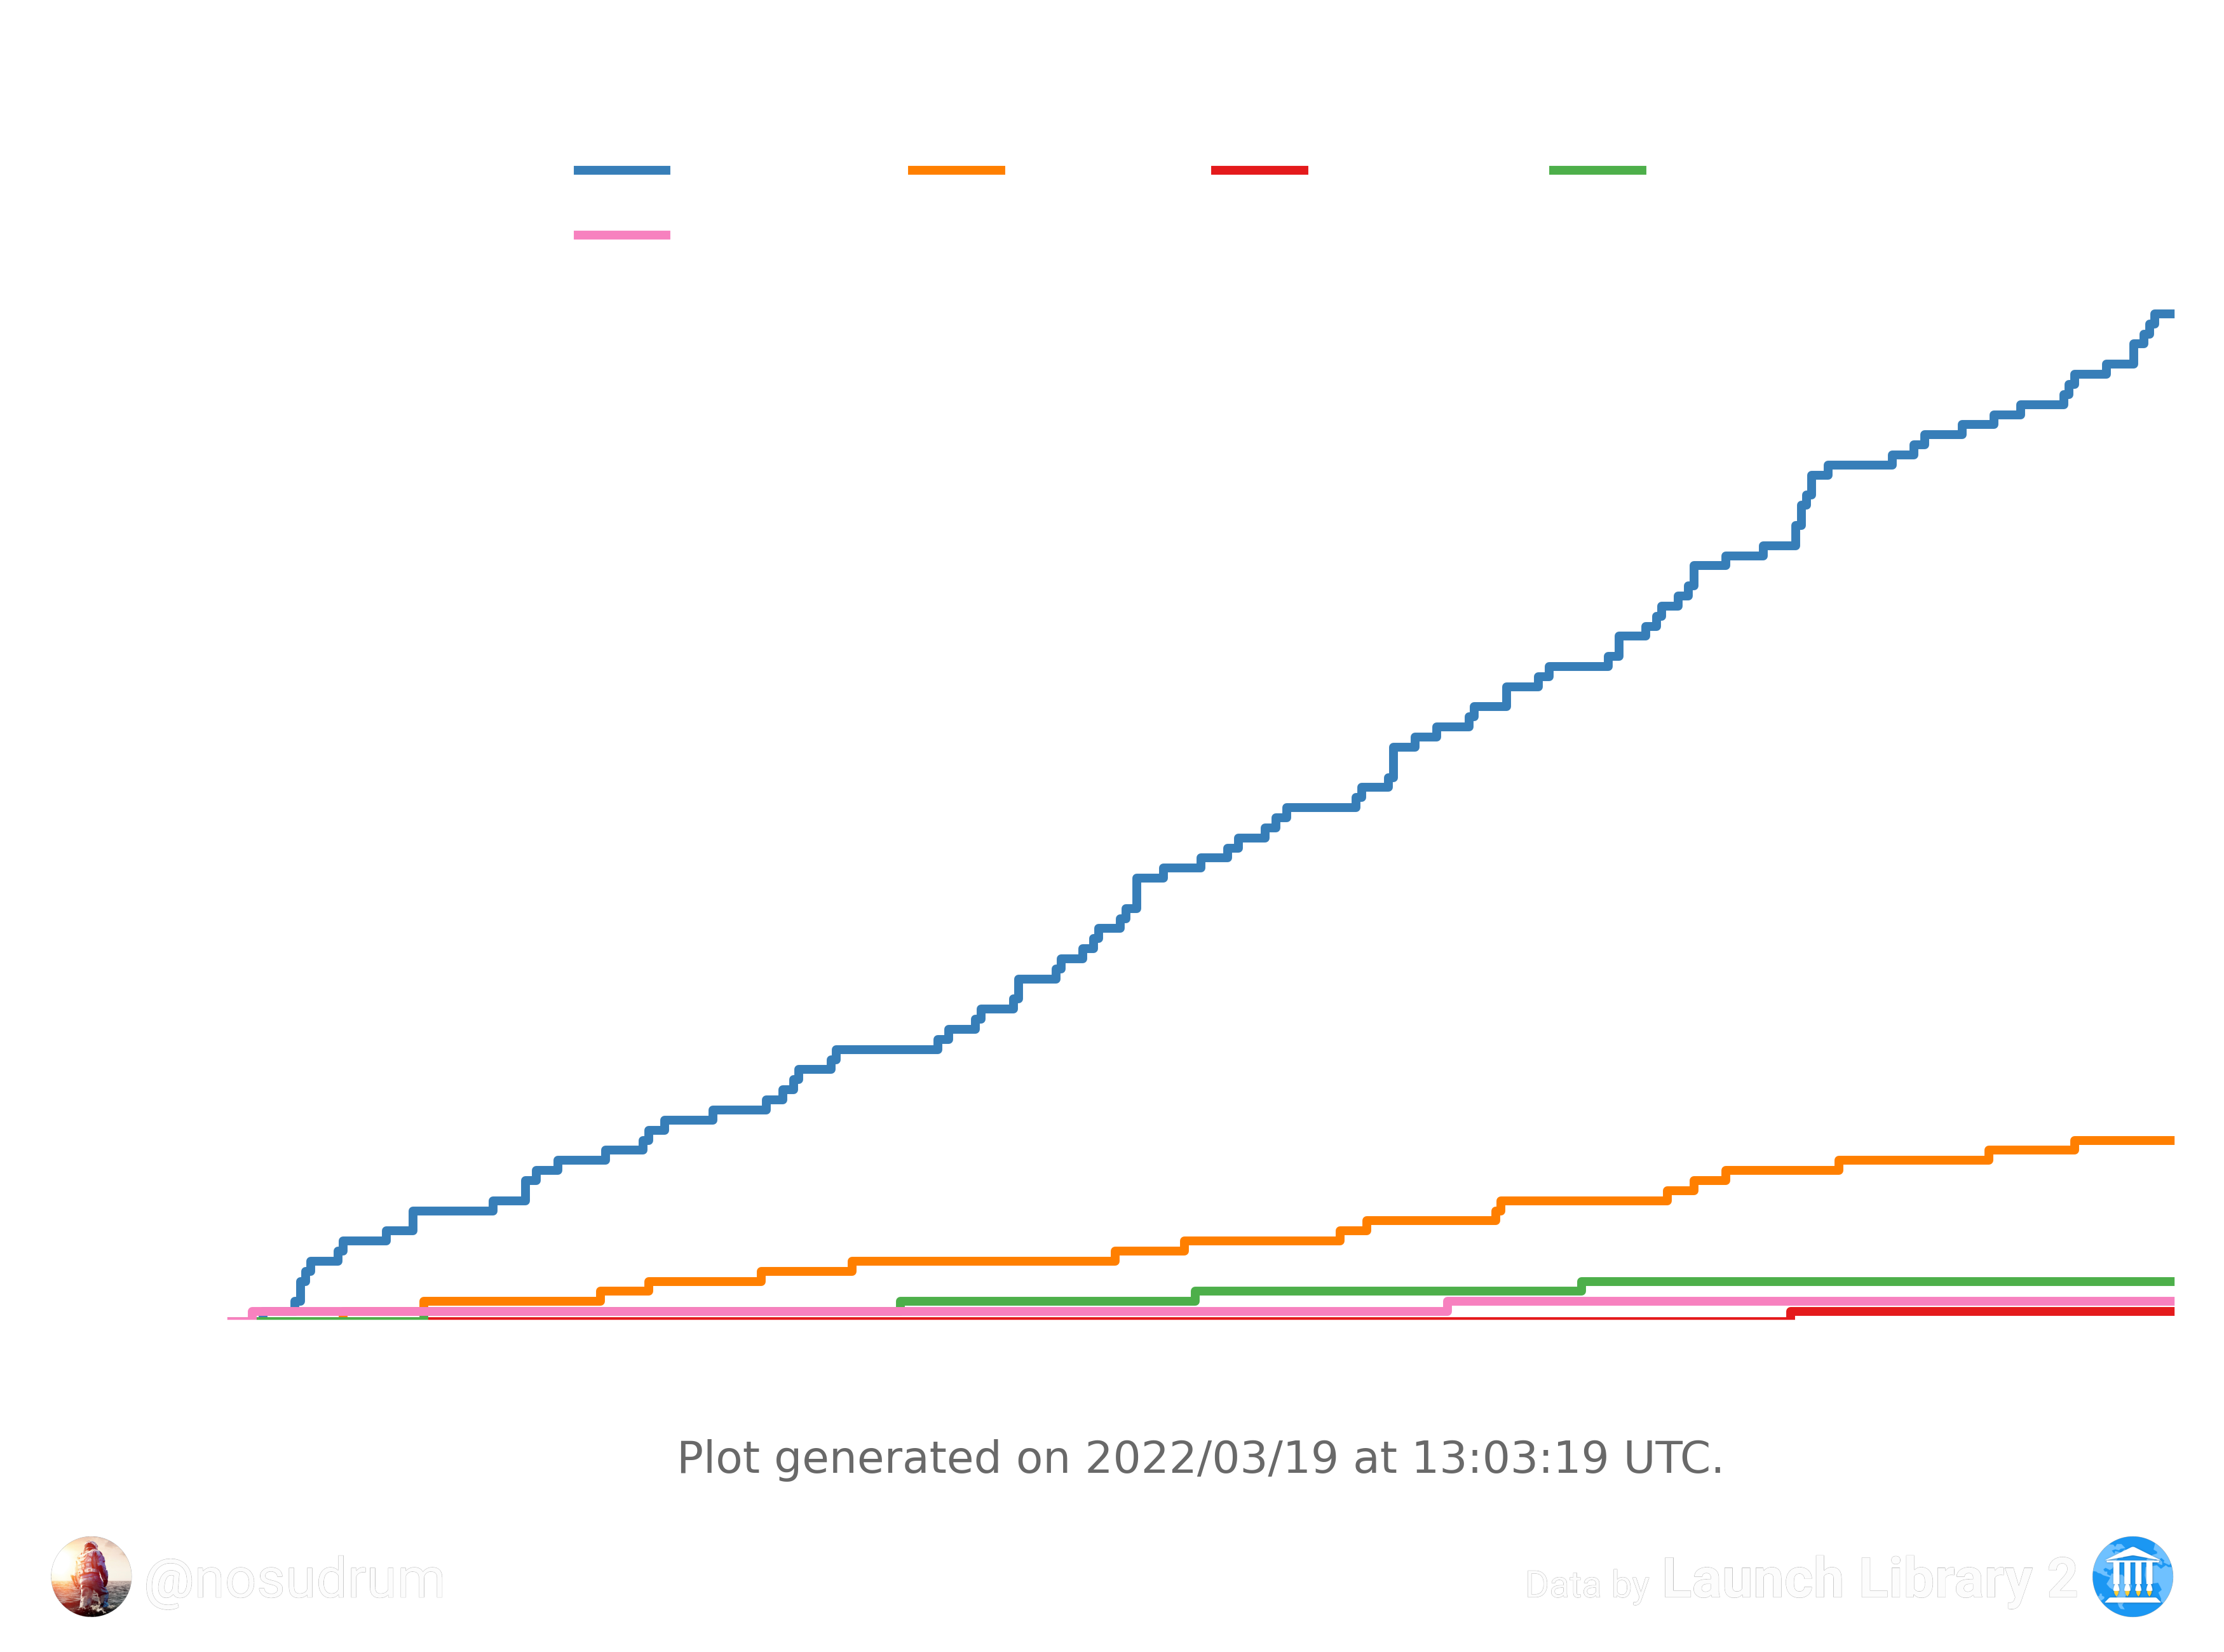 Plot generated on 2022/03/19 at 13:03:19 UTC.
@nosudrum
Data by Launch Library 2